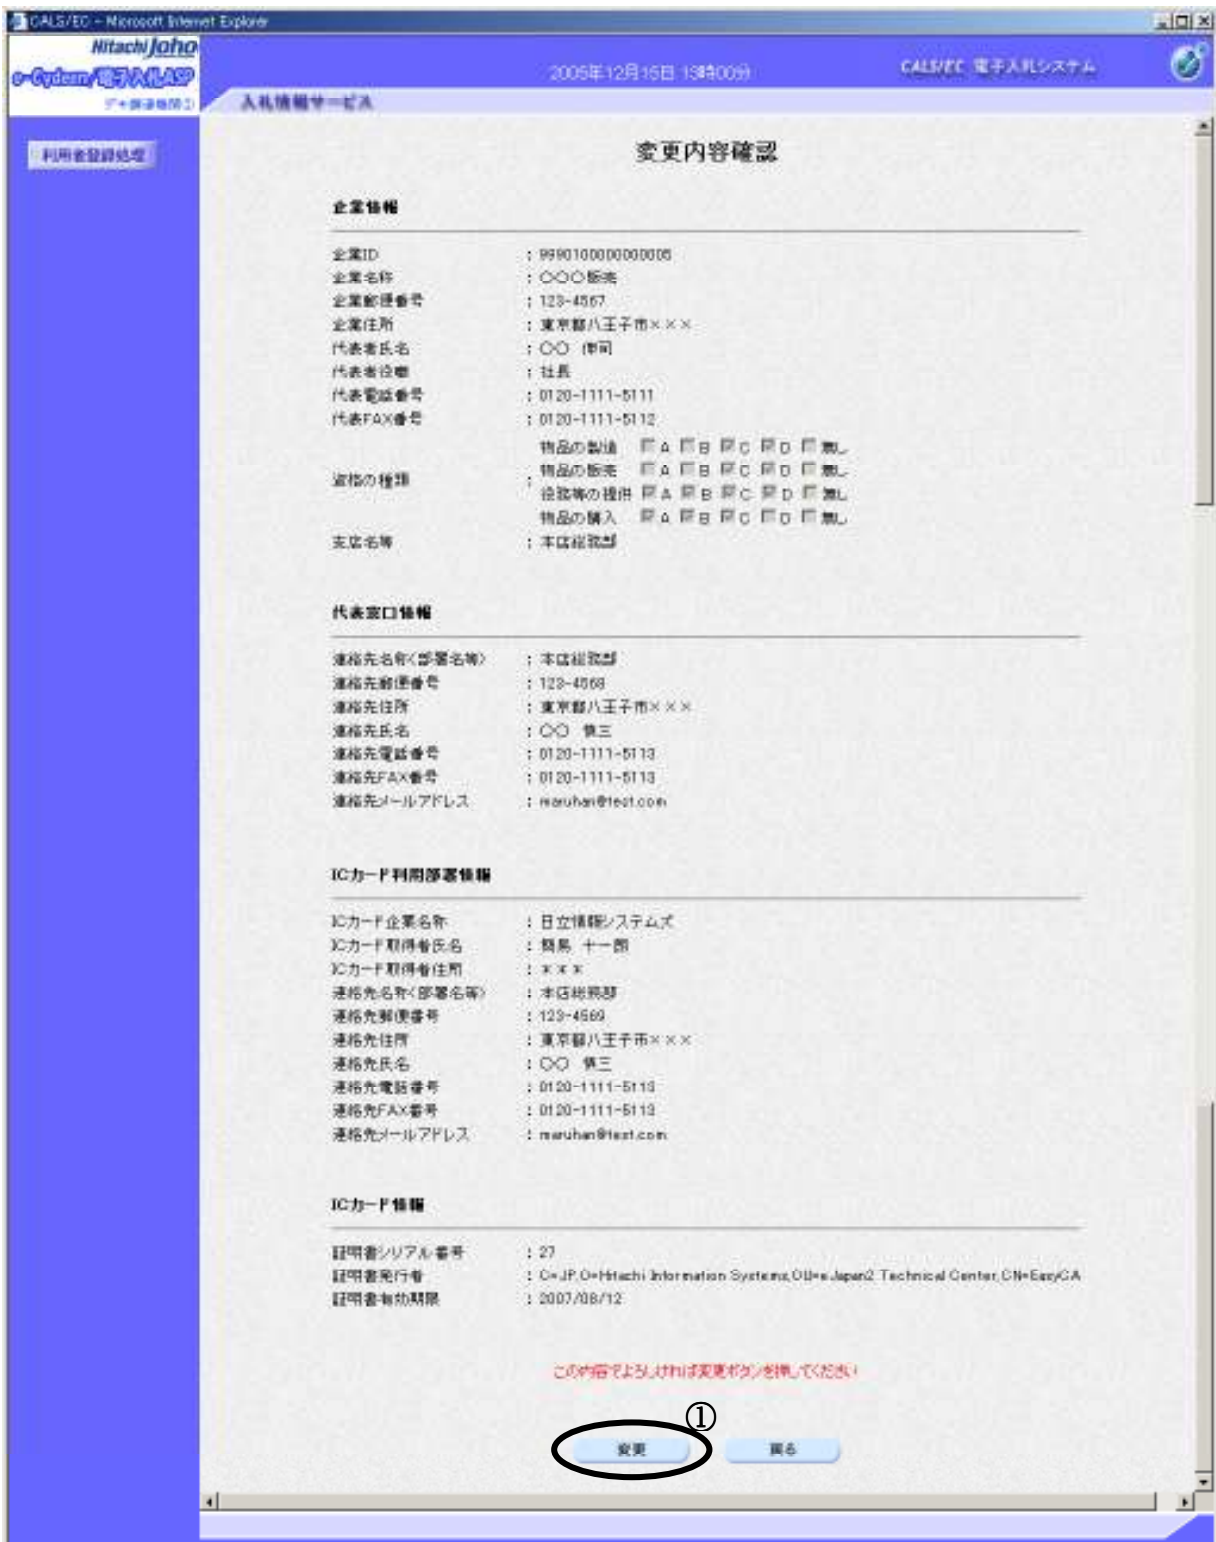 CALS/EC - Microsoft Internet Explorer
Hitachi Joho
e-Cydeen/電子入札ASP
2005年12月15日 13時00分
CALS/EC 電子入札システム
入札情報サービス
利用者登録処理
変更内容確認
企業情報
企業ID : 9990100000000005
企業名称 : 〇〇〇販売
企業郵便番号 : 123-4567
企業住所 : 東京都八王子市×××
代表者氏名 : 〇〇
代表者役職 : 社長
代表電話番号 : 0120-1111-5111
代表FAX番号 : 0120-1111-5112
物品の製造 A B C D 無し
物品の販売 A B C D 無し
資格の種類 :
役務等の提供 A B C D 無し
物品の購入 A B C D 無し
支店名等 : 本店総務部
代表窓口情報
連絡先名称(部署名等) : 本店総務部
連絡先郵便番号 : 123-4568
連絡先住所 : 東京都八王子市×××
連絡先氏名 : 〇〇 慎三
連絡先電話番号 : 0120-1111-5113
連絡先FAX番号 : 0120-1111-5113
連絡先メールアドレス : maruhan@test.com
ICカード利用部署情報
ICカード企業名称 : 日立情報システムズ
ICカード取得者氏名 : 簡易 十一郎
ICカード取得者住所 : ***
連絡先名称(部署名等) : 本店総務部
連絡先郵便番号 : 123-4569
連絡先住所 : 東京都八王子市×××
連絡先氏名 : 〇〇 慎三
連絡先電話番号 : 0120-1111-5113
連絡先FAX番号 : 0120-1111-5113
連絡先メールアドレス : maruhan@test.com
ICカード情報
証明書シリアル番号 : 27
証明書発行者 : C=JP,O=Hitachi Information Systems,OU=eJapan2 Technical Center,CN=EasyCA
証明書有効期限 : 2007/08/12
この内容でよろしければ変更ボタンを押してください
①
変更 戻る